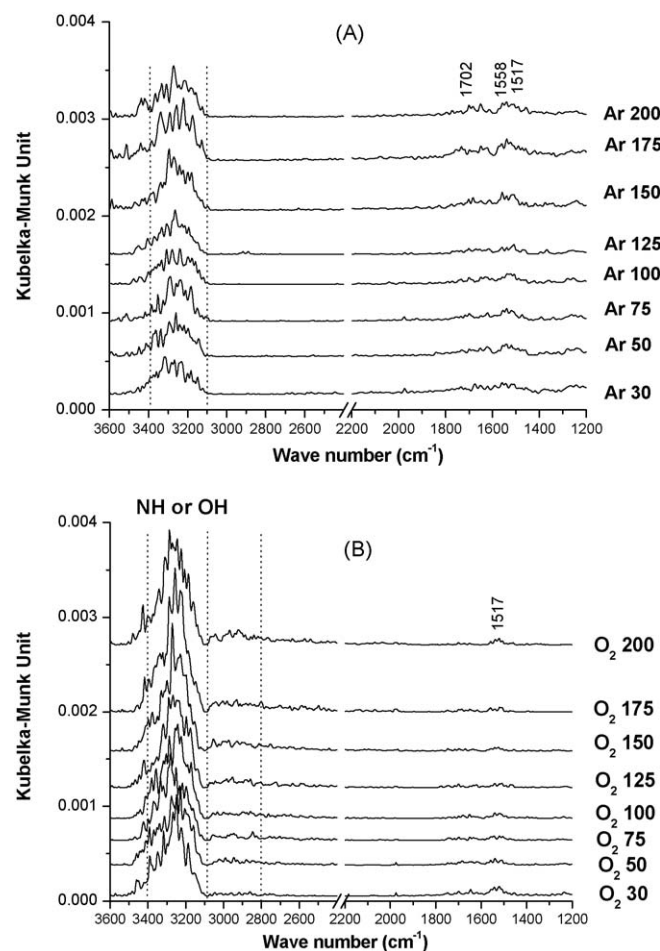 (A)
0.004
0.003
0.002
0.001
0.000
Kubelka-Munk Unit
1702
1558
1517
Ar 200
Ar 175
Ar 150
Ar 125
Ar 100
Ar 75
Ar 50
Ar 30
3600 3400 3200 3000 2800 2600 2400 2200 2000 1800 1600 1400 1200
Wave number (cm⁻¹)
NH or OH
(B)
0.004
0.003
0.002
0.001
0.000
Kubelka-Munk Unit
1517
O₂ 200
O₂ 175
O₂ 150
O₂ 125
O₂ 100
O₂ 75
O₂ 50
O₂ 30
3600 3400 3200 3000 2800 2600 2400 2200 2000 1800 1600 1400 1200
Wave number (cm⁻¹)